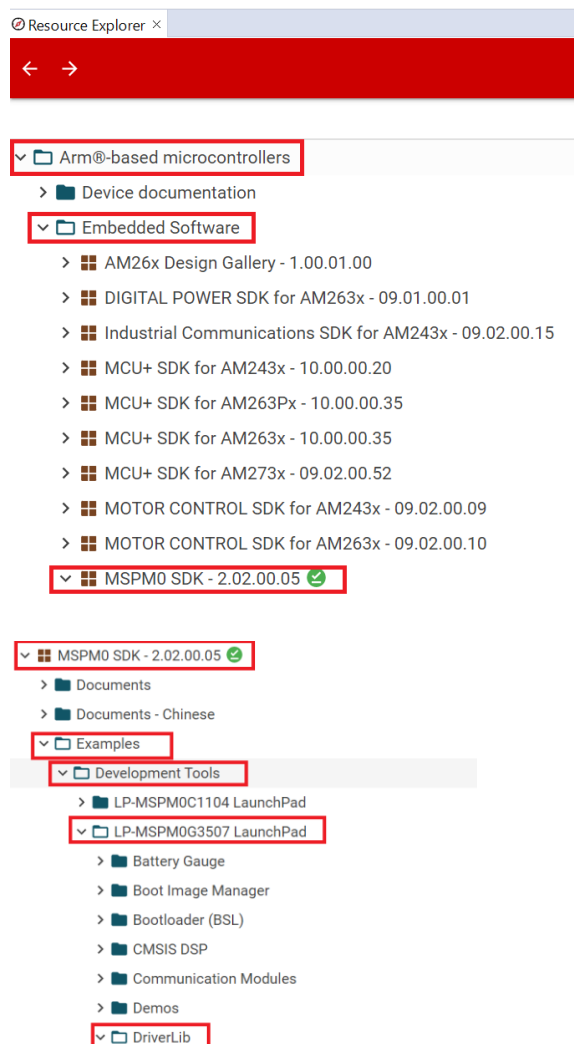 Resource Explorer ×
Arm®-based microcontrollers
Device documentation
Embedded Software
AM26x Design Gallery - 1.00.01.00
DIGITAL POWER SDK for AM263x - 09.01.00.01
Industrial Communications SDK for AM243x - 09.02.00.15
MCU+ SDK for AM243x - 10.00.00.20
MCU+ SDK for AM263Px - 10.00.00.35
MCU+ SDK for AM263x - 10.00.00.35
MCU+ SDK for AM273x - 09.02.00.52
MOTOR CONTROL SDK for AM243x - 09.02.00.09
MOTOR CONTROL SDK for AM263x - 09.02.00.10
MSPM0 SDK - 2.02.00.05
MSPM0 SDK - 2.02.00.05
Documents
Documents - Chinese
Examples
Development Tools
LP-MSPM0C1104 LaunchPad
LP-MSPM0G3507 LaunchPad
Battery Gauge
Boot Image Manager
Bootloader (BSL)
CMSIS DSP
Communication Modules
Demos
DriverLib